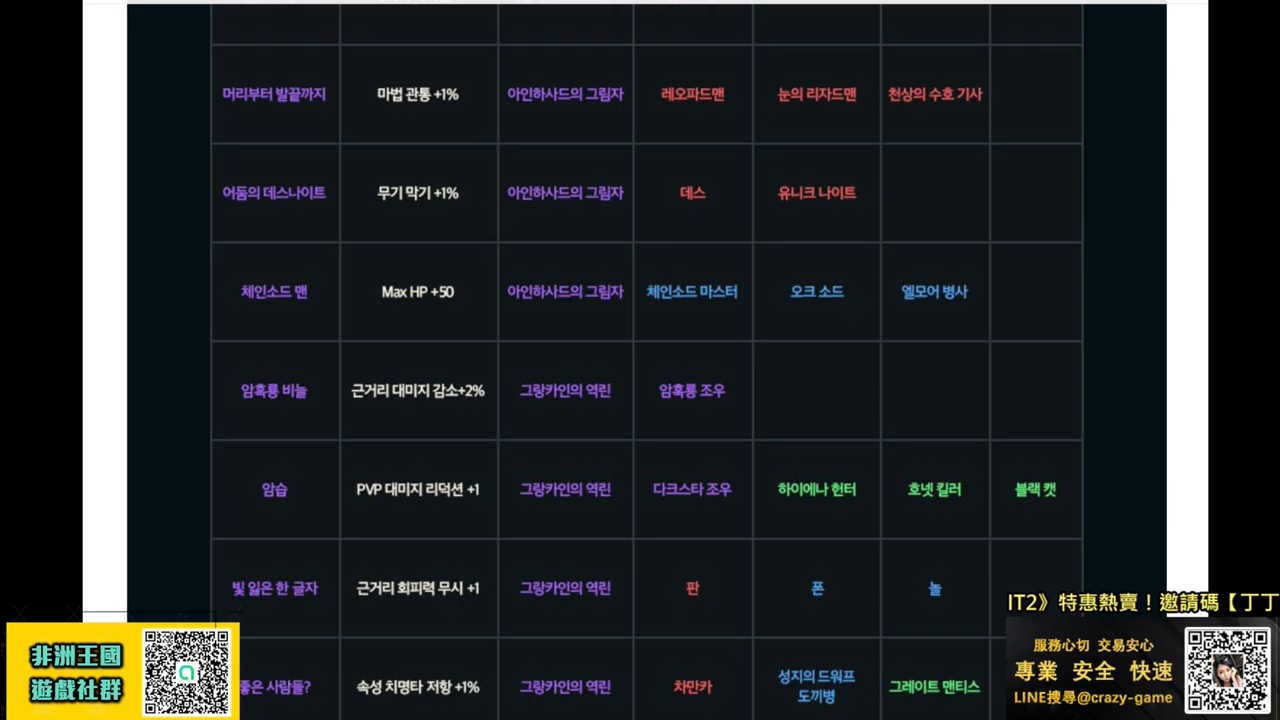 머리부터 발끝까지 마법 관통 +1% 아인하사드의 그림자 레오파드맨 눈의 리자드맨 천상의 수호 기사
어둠의 데스나이트 무기 막기 +1% 아인하사드의 그림자 데스 유니크 나이트
체인소드 맨 Max HP +50 아인하사드의 그림자 체인소드 마스터 오크 소드 엘모어 병사
암흑룡 비늘 근거리 대미지 감소+2% 그랑카인의 역린 암흑룡 조우
암습 PVP 대미지 리덕션 +1 그랑카인의 역린 다크스타 조우 하이에나 헌터 호넷 킬러 블랙 캣
빛 잃은 한 글자 근거리 회피력 무시 +1 그랑카인의 역린 판 폰 놀
좋은 사람들? 속성 치명타 저항 +1% 그랑카인의 역린 차만카 성지의 드워프 도끼병 그레이트 맨티스
IT2》特惠熱賣！邀請碼【丁丁
非洲王國
遊戲社群
服務心切 交易安心
專業 安全 快速
LINE搜尋@crazy-game